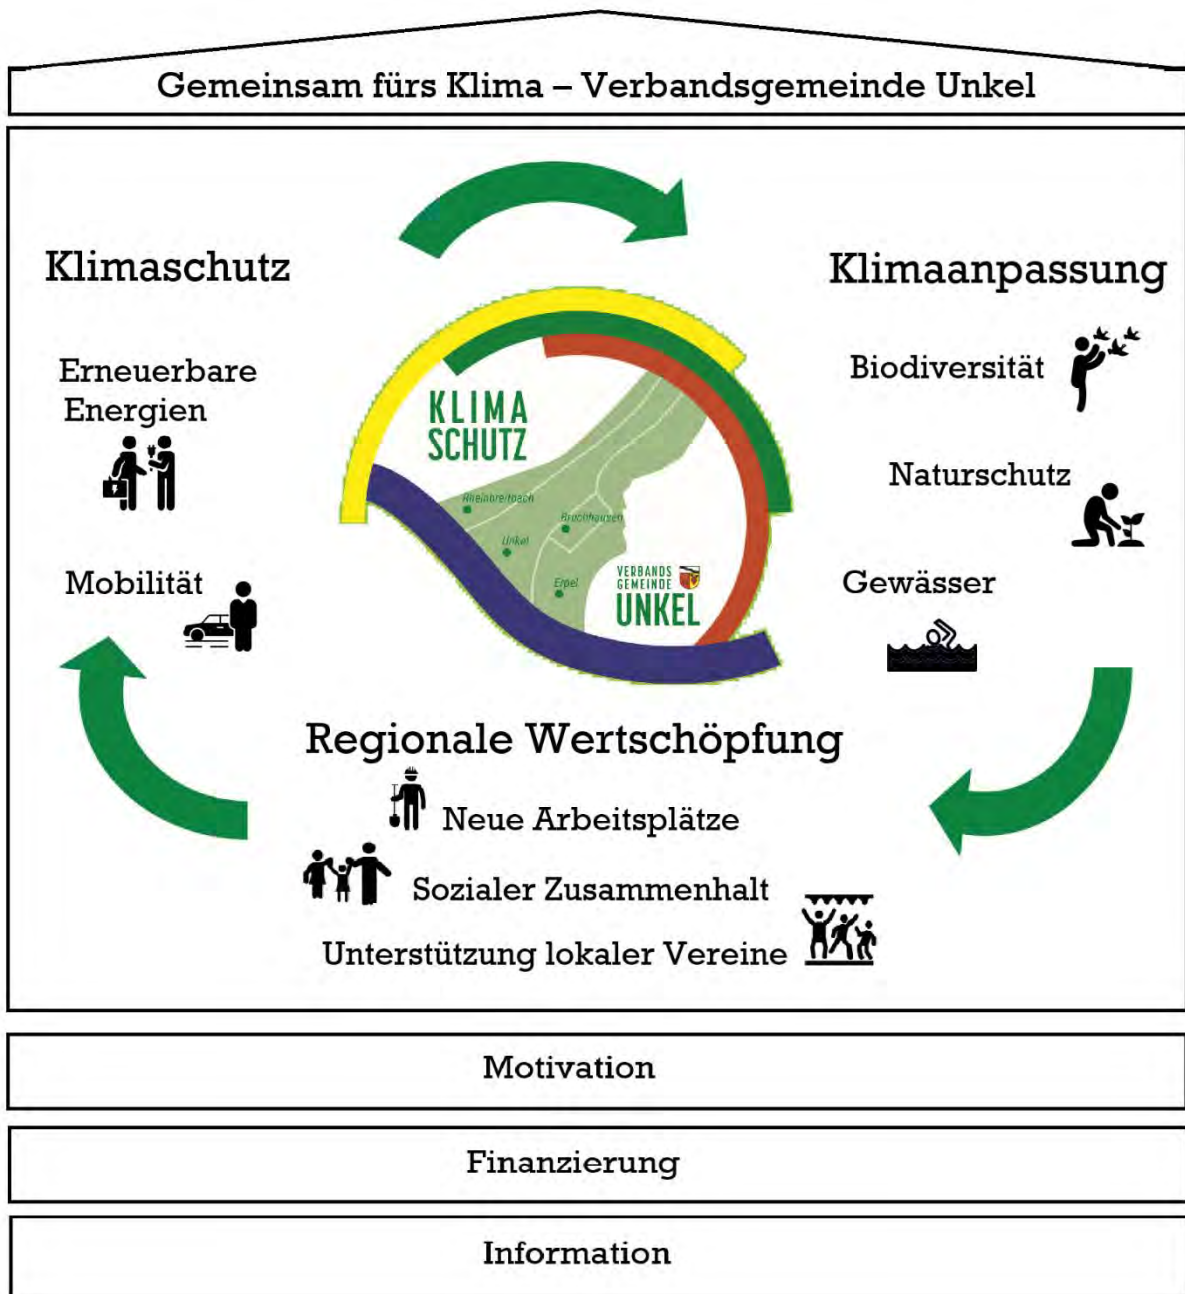 Gemeinsam fürs Klima – Verbandsgemeinde Unkel
Klimaschutz
Erneuerbare
Energien
Mobilität
Klimaanpassung
Biodiversität
Naturschutz
Gewässer
KLIMA
SCHUTZ
Rheinbreitbach
Bruchhausen
Unkel
Erpel
VERBANDS
GEMEINDE
UNKEL
Regionale Wertschöpfung
Neue Arbeitsplätze
Sozialer Zusammenhalt
Unterstützung lokaler Vereine
Motivation
Finanzierung
Information